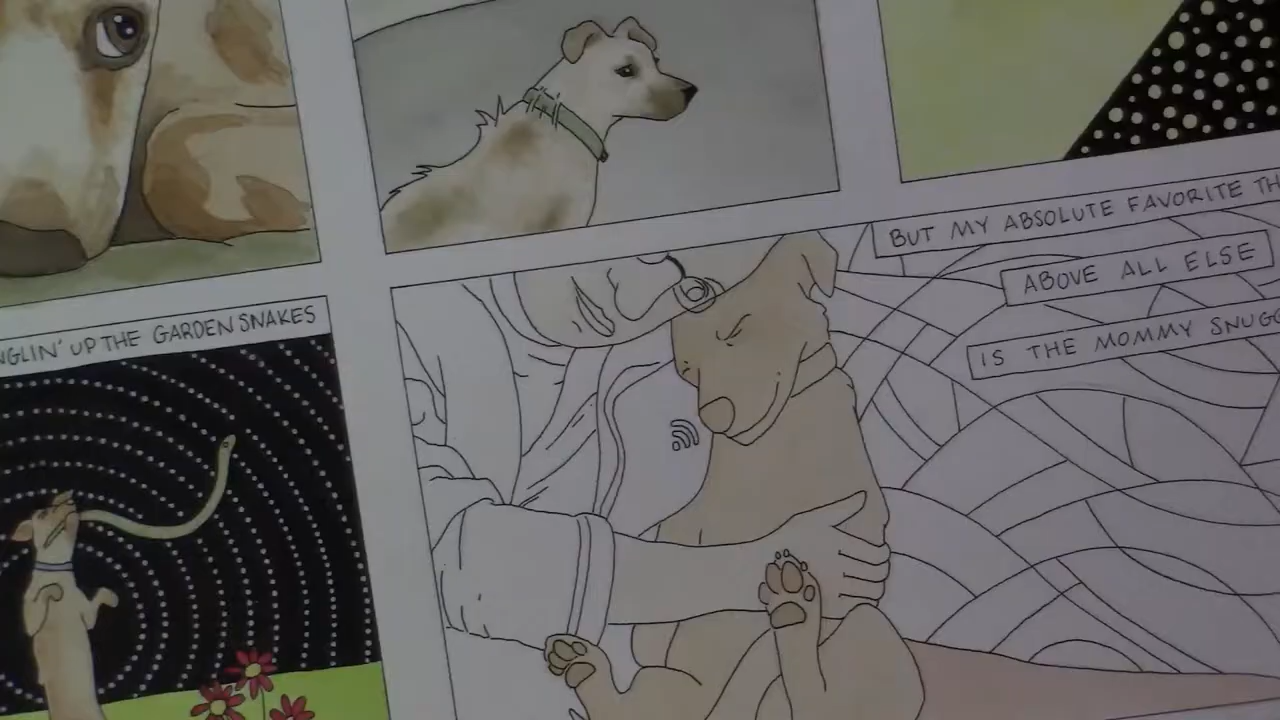 UP THE GARDEN SNAKES
BUT MY ABSOLUTE FAVORITE
ABOVE ALL ELSE
IS THE MOMMY